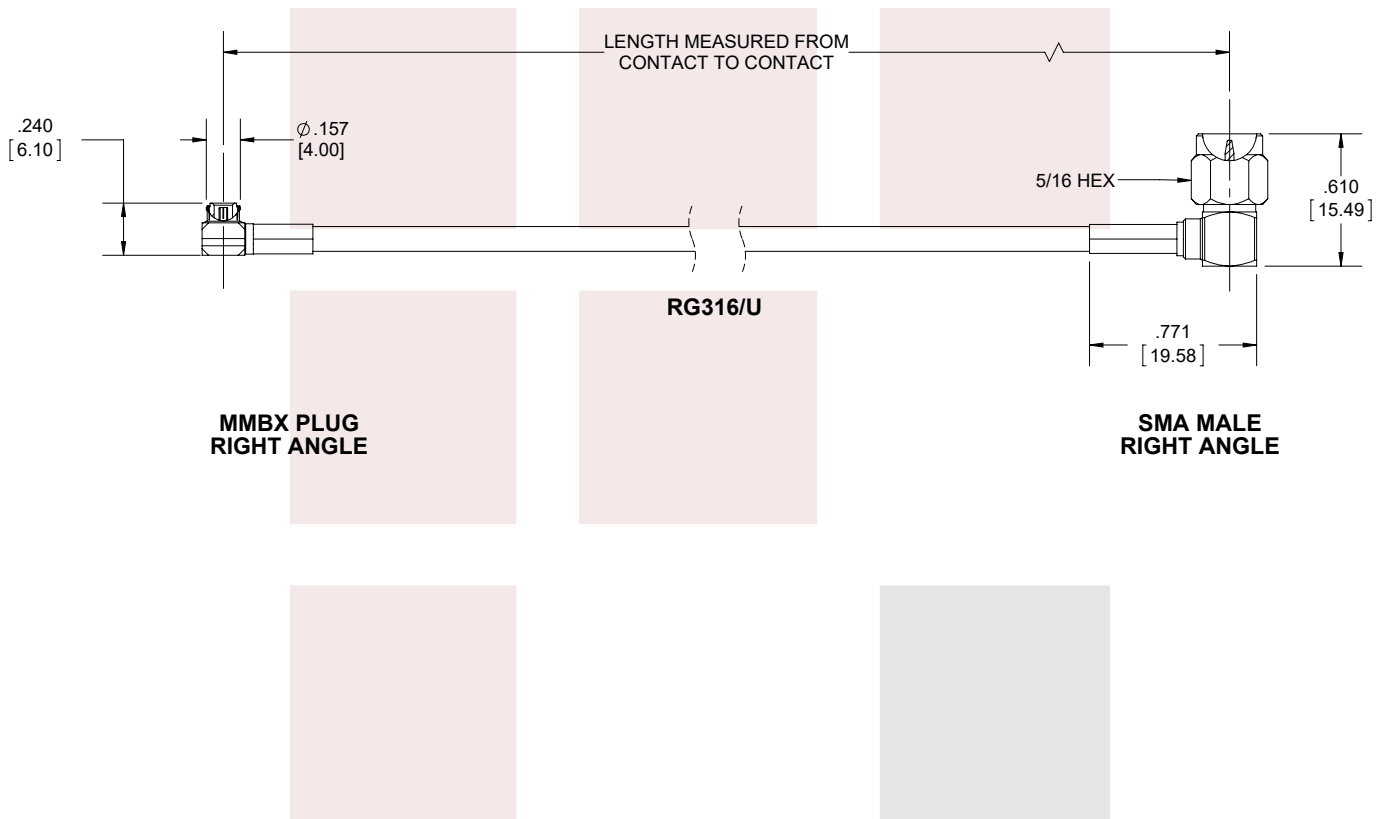 LENGTH MEASURED FROM
CONTACT TO CONTACT
.240
[6.10]
⌀.157
[4.00]
5/16 HEX
.610
[15.49]
RG316/U
.771
[19.58]
MMBX PLUG
RIGHT ANGLE
SMA MALE
RIGHT ANGLE